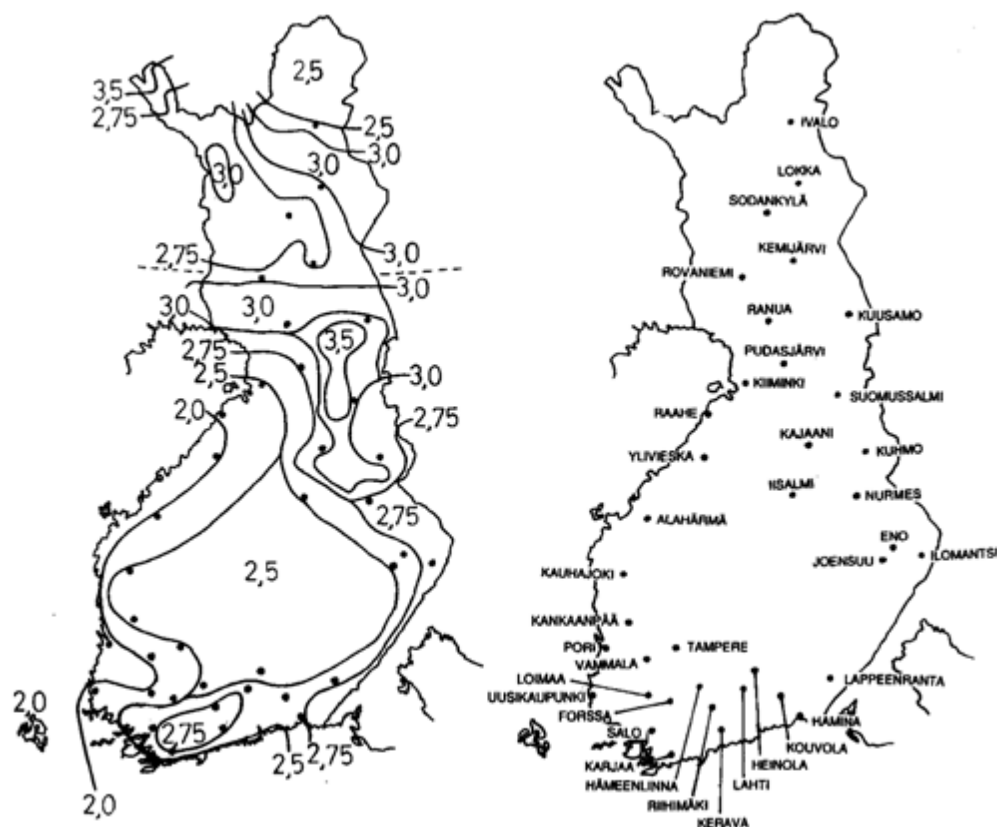 2,5
3,5
2,75
2,5
3,0
3,0
3,0
2,75
3,0
3,0
3,0
3,0
3,5
2,75
2,5
3,0
2,0
2,75
2,75
2,5
2,0
2,75
2,5
2,75
2,0
IVALO
LOKKA
SODANKYLÄ
KEMIJÄRVI
ROVANIEMI
RANUA
KUUSAMO
PUDASJÄRVI
KIIMINKI
SUOMUSSALMI
RAAHE
KAJAANI
KUHMO
YLIVIESKA
IISALMI
NURMES
ALAHÄRMÄ
ENO
ILOMANTSI
JOENSUU
KAUHAJOKI
KANKAANPÄÄ
PORI
TAMPERE
VAMMALA
LOIMAA
LAPPEENRANTA
UUSIKAUPUNKI
FORSSA
HAMINA
SALO
KOUVOLA
KARJAA
HEINOLA
HÄMEENLINNA
LAHTI
RIIHIMÄKI
KERAVA